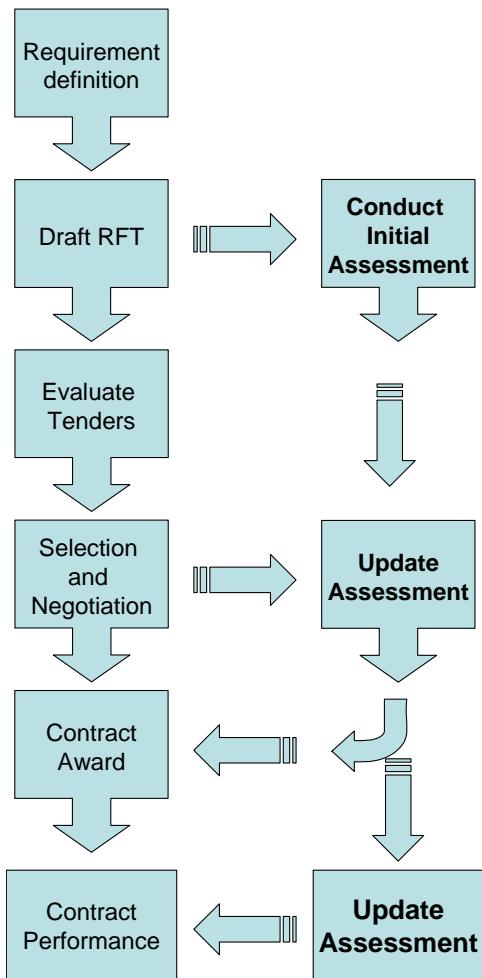 Requirement
definition
Draft RFT
Conduct
Initial
Assessment
Evaluate
Tenders
Selection
and
Negotiation
Update
Assessment
Contract
Award
Contract
Performance
Update
Assessment